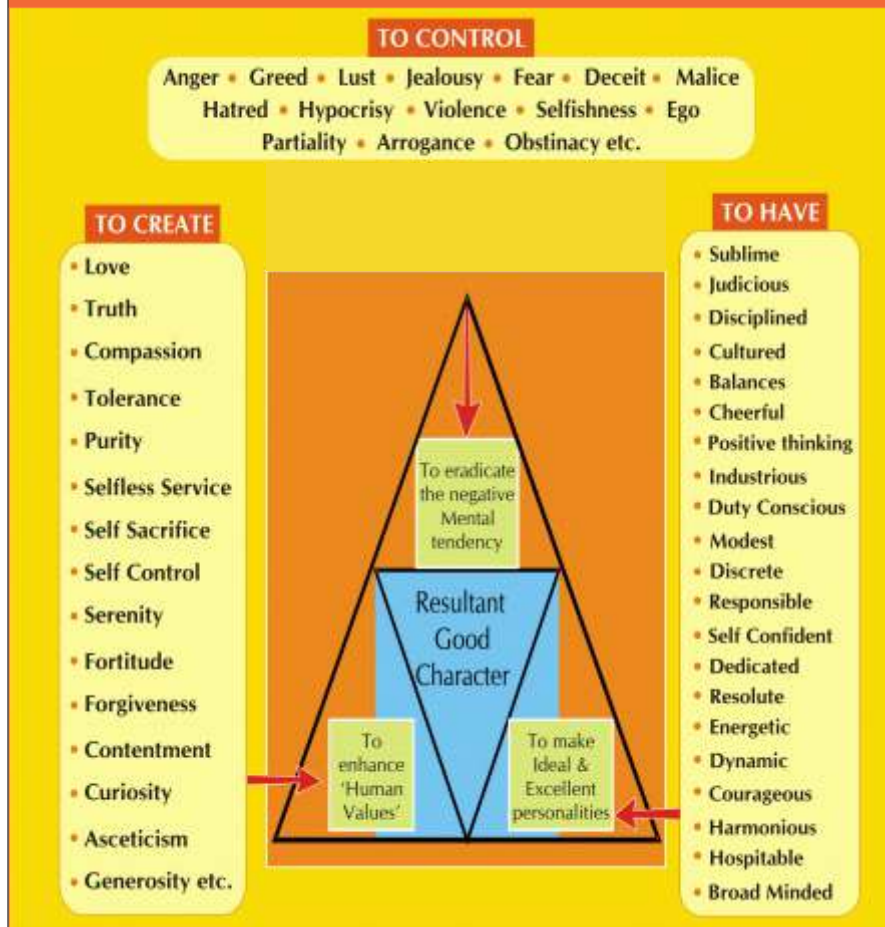 TO CONTROL
Anger • Greed • Lust • Jealousy • Fear • Deceit • Malice
Hatred • Hypocrisy • Violence • Selfishness • Ego
Partiality • Arrogance • Obstinacy etc.
TO CREATE
• Love
• Truth
• Compassion
• Tolerance
• Purity
• Selfless Service
• Self Sacrifice
• Self Control
• Serenity
• Fortitude
• Forgiveness
• Contentment
• Curiosity
• Asceticism
• Generosity etc.
To eradicate
the negative
Mental
tendency
Resultant
Good
Character
To
enhance
‘Human
Values’
To make
Ideal &
Excellent
personalities
TO HAVE
• Sublime
• Judicious
• Disciplined
• Cultured
• Balances
• Cheerful
• Positive thinking
• Industrious
• Duty Conscious
• Modest
• Discrete
• Responsible
• Self Confident
• Dedicated
• Resolute
• Energetic
• Dynamic
• Courageous
• Harmonious
• Hospitable
• Broad Minded